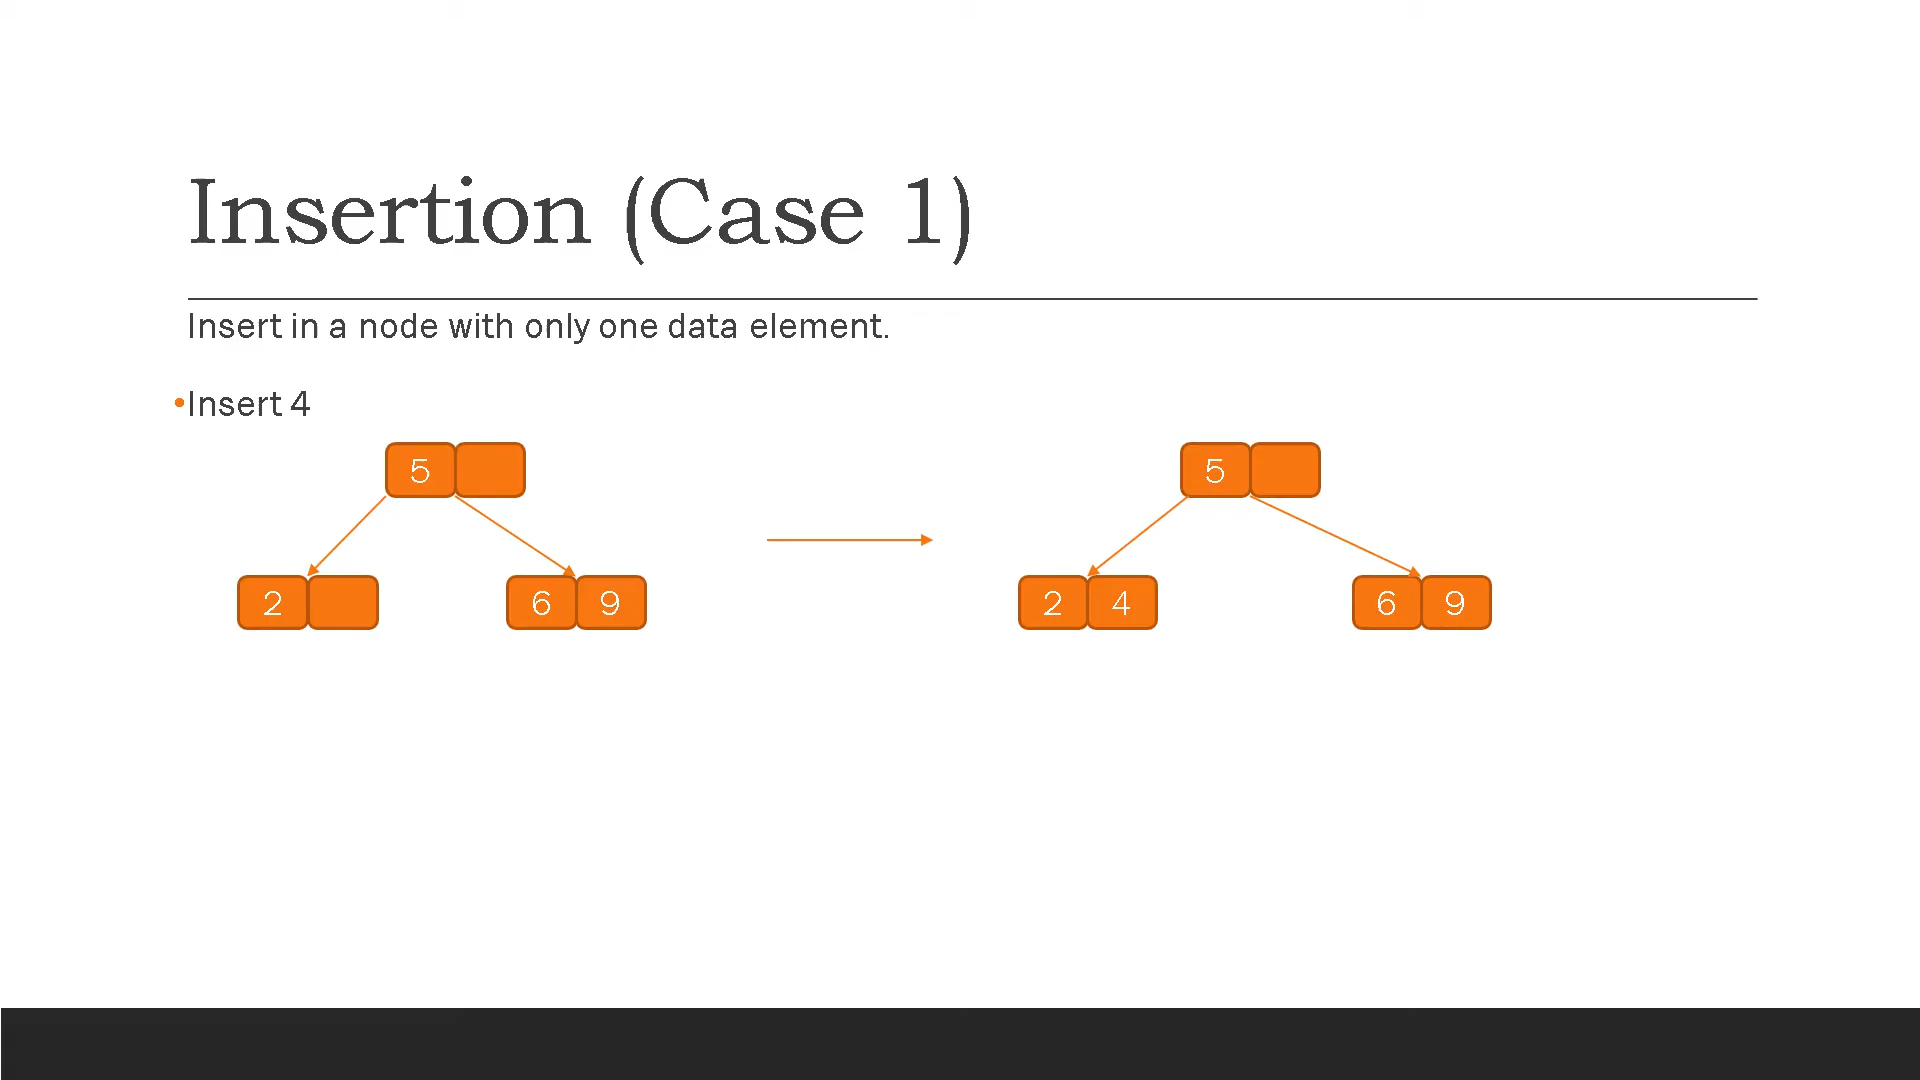 Insertion (Case 1)
Insert in a node with only one data element.
•Insert 4
5 5
2 6 9 2 4 6 9